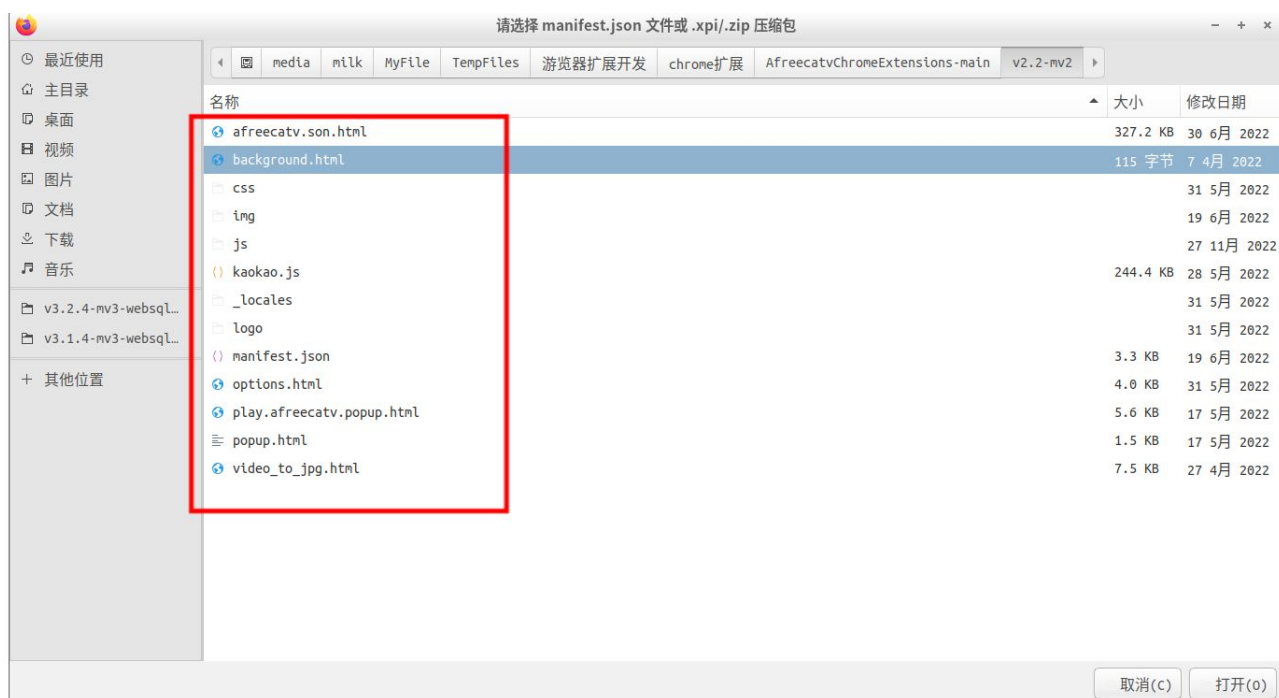 请选择 manifest.json 文件或 .xpi/.zip 压缩包
最近使用
主目录
桌面
视频
图片
文档
下载
音乐
v3.2.4-mv3-websql…
v3.1.4-mv3-websql…
其他位置
media milk MyFile TempFiles 游览器扩展开发 chrome扩展 AfreecatvChromeExtensions-main v2.2-mv2
名称 大小 修改日期
afreecatv.son.html 327.2 KB 30 6月 2022
background.html 115 字节 7 4月 2022
css 31 5月 2022
img 19 6月 2022
js 27 11月 2022
kaokao.js 244.4 KB 28 5月 2022
_locales 31 5月 2022
logo 31 5月 2022
manifest.json 3.3 KB 19 6月 2022
options.html 4.0 KB 31 5月 2022
play.afreecatv.popup.html 5.6 KB 17 5月 2022
popup.html 1.5 KB 17 5月 2022
video_to_jpg.html 7.5 KB 27 4月 2022
取消(C) 打开(O)